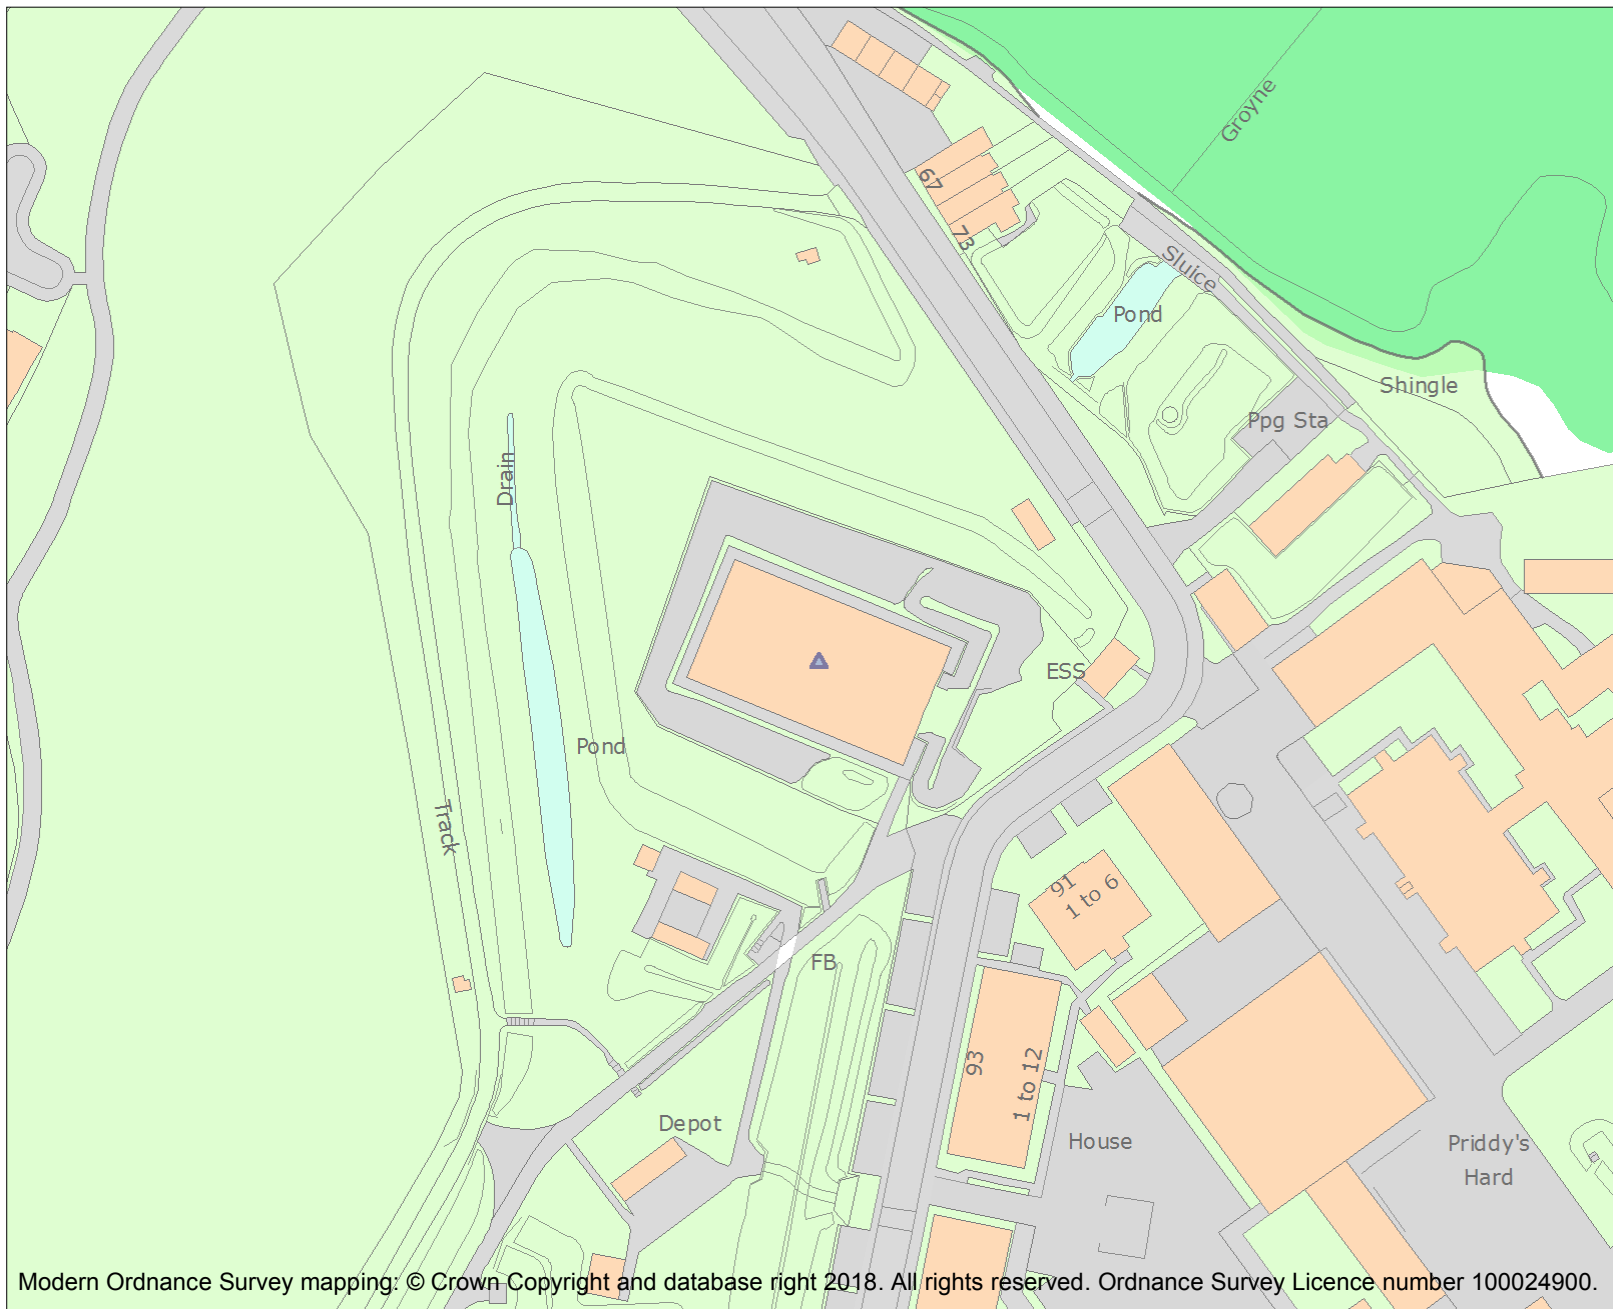 Groyne
67
73
Sluice
Pond
Shingle
Ppg Sta
Drain
ESS
Pond
Track
91
1 to 6
FB
93
1 to 12
Depot
House
Priddy's
Hard
Modern Ordnance Survey mapping: © Crown Copyright and database right 2018. All rights reserved. Ordnance Survey Licence number 100024900.